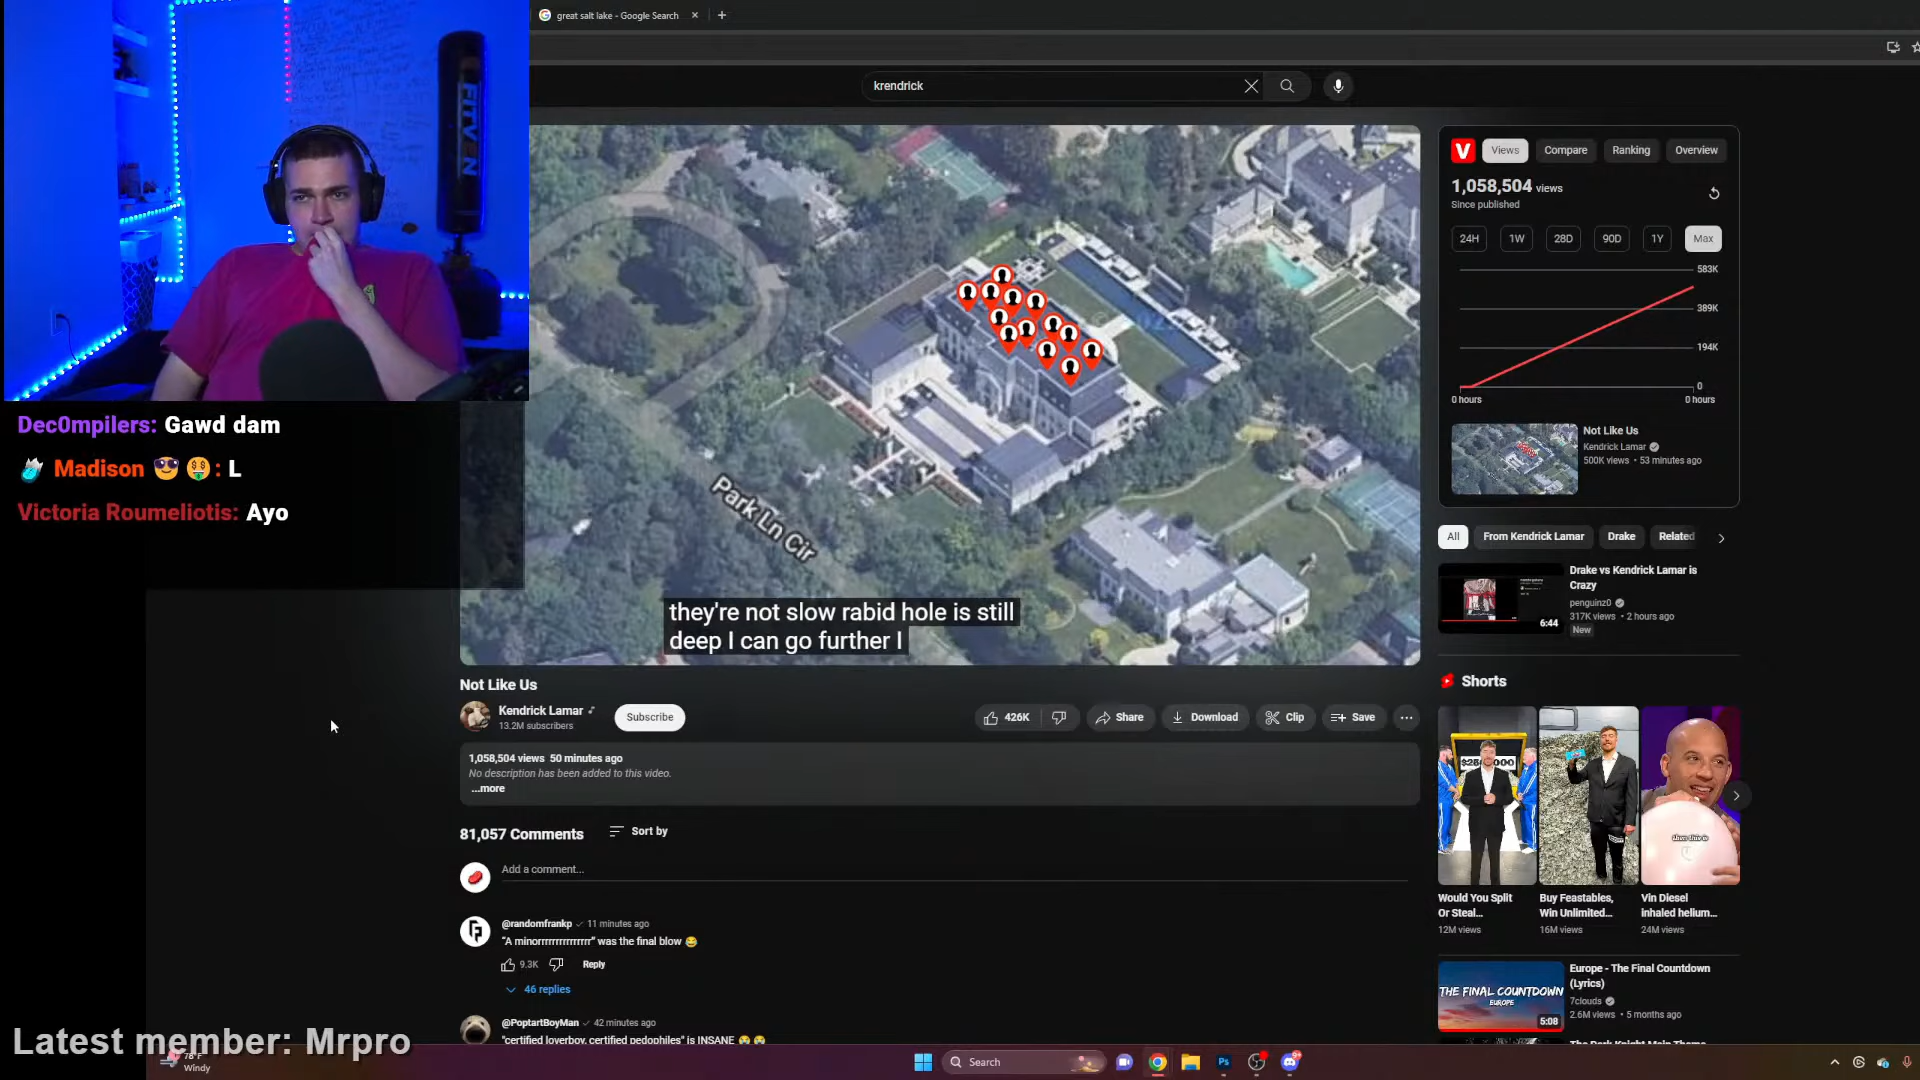 great salt lake - Google Search
krendrick
FITVEN
Dec0mpilers: Gawd dam
Madison 😎 🤑: L
Victoria Roumeliotis: Ayo
Park Ln Cir
they're not slow rabid hole is still
deep I can go further I
Views
Compare
Ranking
Overview
1,058,504 views
Since published
24H
1W
28D
90D
1Y
Max
583K
389K
194K
0
0 hours
0 hours
Not Like Us
Kendrick Lamar
500K views • 53 minutes ago
All
From Kendrick Lamar
Drake
Related
Drake vs Kendrick Lamar is
Crazy
penguinz0
317K views • 2 hours ago
New
6:44
Not Like Us
Kendrick Lamar
13.2M subscribers
Subscribe
426K
Share
Download
Clip
Save
1,058,504 views 50 minutes ago
No description has been added to this video.
...more
81,057 Comments
Sort by
Add a comment...
@randomfrankp 11 minutes ago
"A minorrrrrrrrrrrrrr" was the final blow 😂
9.3K
Reply
46 replies
@PoptartBoyMan 42 minutes ago
"certified loverboy, certified pedophiles" is INSANE 😭😭
Shorts
Would You Split
Or Steal...
12M views
Buy Feastables,
Win Unlimited...
16M views
Vin Diesel
inhaled helium...
24M views
THE FINAL COUNTDOWN
EUROPE
5:08
Europe - The Final Countdown
(Lyrics)
7clouds
2.6M views • 5 months ago
The Dark Knight Main Theme
Latest member: Mrpro
78°F
Windy
Search